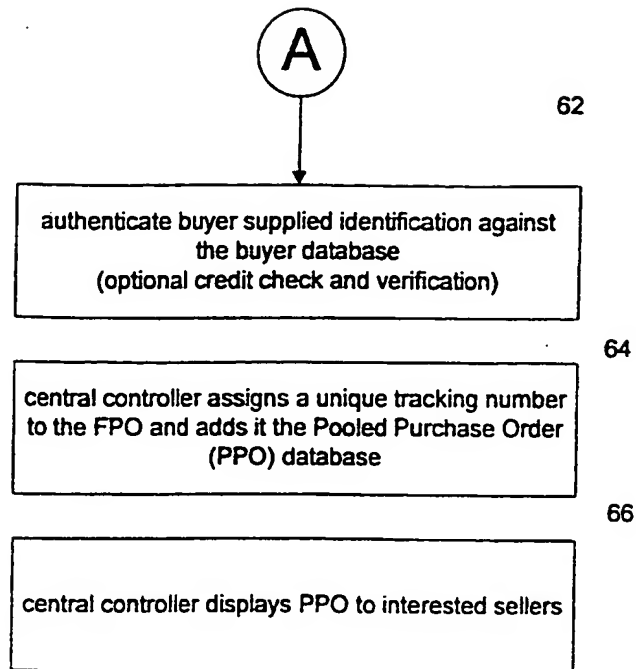 A
62
authenticate buyer supplied identification against
the buyer database
(optional credit check and verification)
64
central controller assigns a unique tracking number
to the FPO and adds it the Pooled Purchase Order
(PPO) database
66
central controller displays PPO to interested sellers